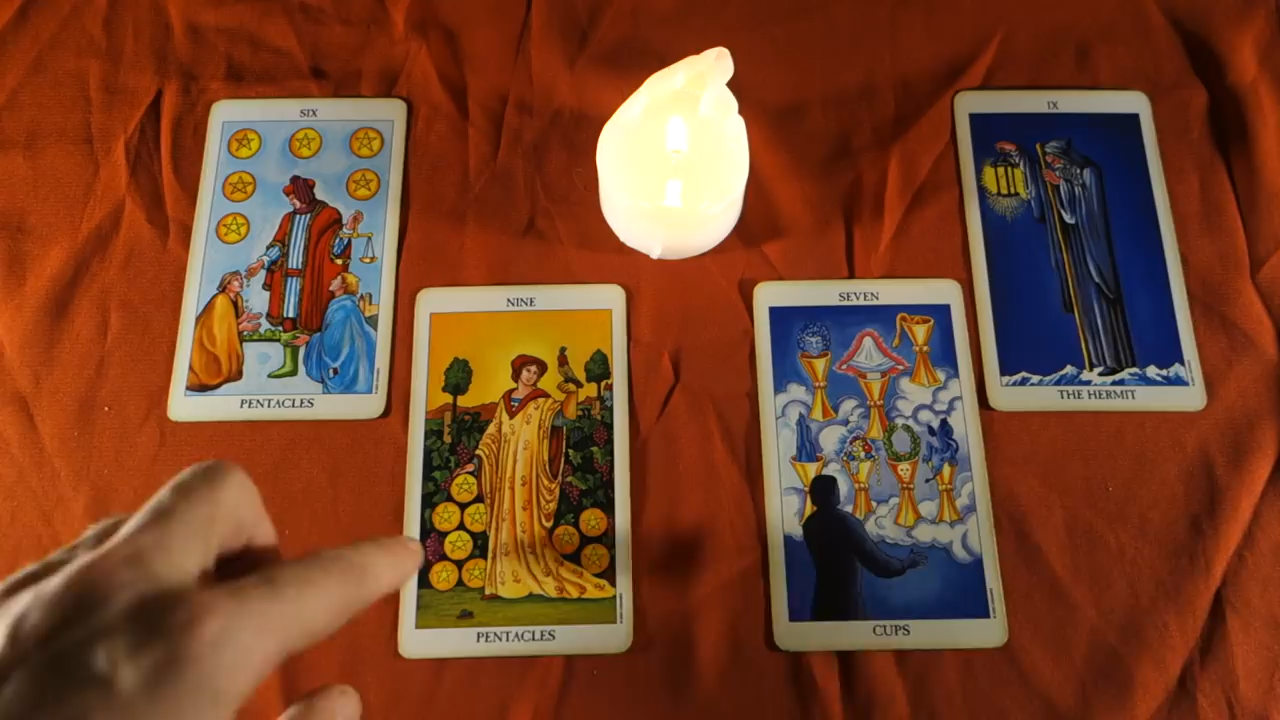 SIX
PENTACLES
NINE
PENTACLES
SEVEN
CUPS
IX
THE HERMIT